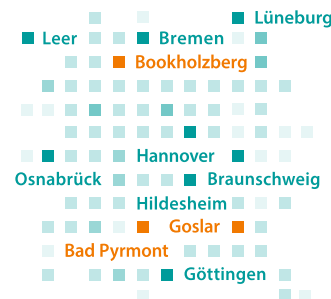 Lüneburg
Leer Bremen
Bookholzberg
Hannover
Osnabrück Braunschweig
Hildesheim
Goslar
Bad Pyrmont
Göttingen